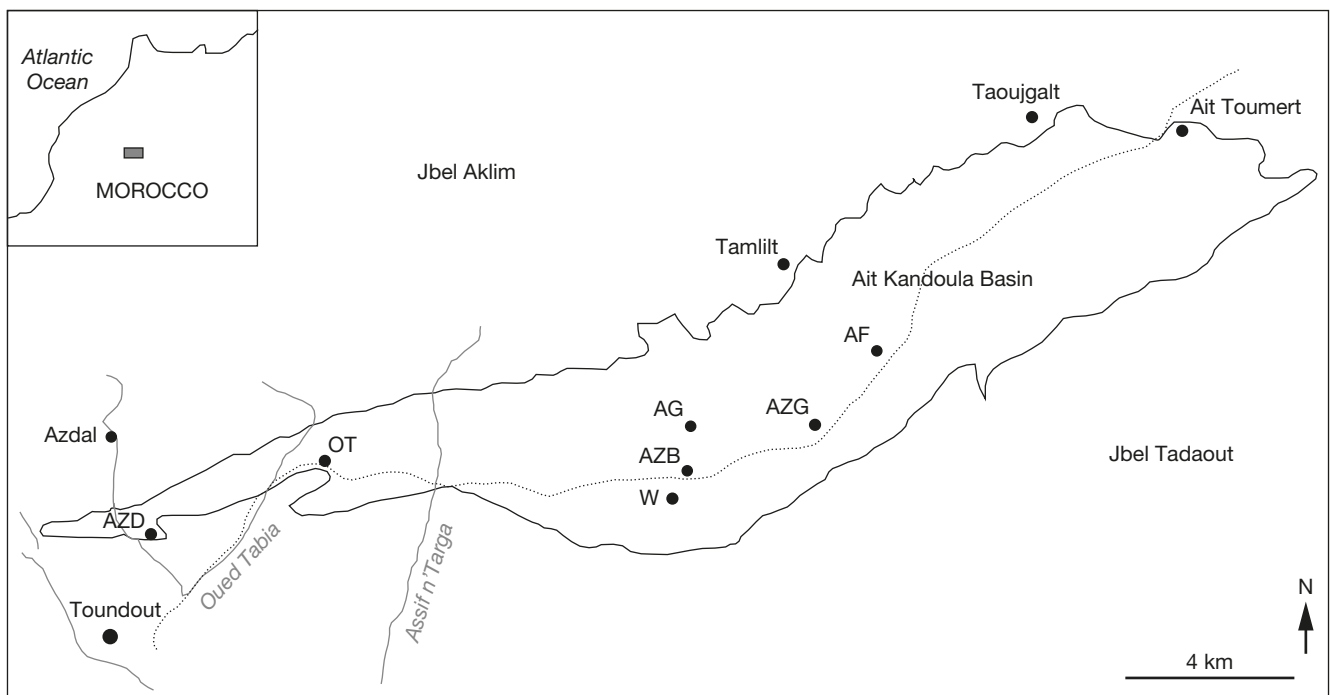 Atlantic
Ocean
MOROCCO
Taoujgalt
Ait Toumert
Jbel Aklim
Tamlilt
Ait Kandoula Basin
AF
AG
AZG
Azdal
OT
AZB
Jbel Tadaout
W
AZD
Oued Tabia
Assif n'Targa
Toundout
N
4 km